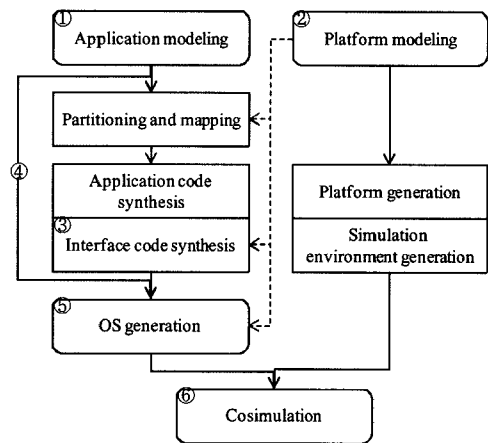 ① Application modeling
② Platform modeling
Partitioning and mapping
④
Application code
synthesis
Platform generation
③ Interface code synthesis
Simulation
environment generation
⑤ OS generation
⑥ Cosimulation